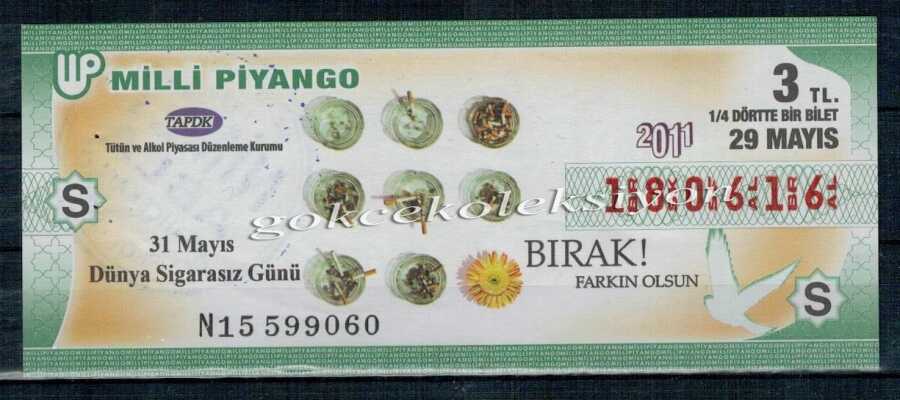 MİLLİ PİYANGO
TAPDK
Tütün ve Alkol Piyasası Düzenleme Kurumu
3 TL.
1/4 DÖRTTE BİR BİLET
29 MAYIS
2011
S
180616
gokcekoleksiyon
31 Mayıs
Dünya Sigarasız Günü
BIRAK!
FARKIN OLSUN
S
N15 599060